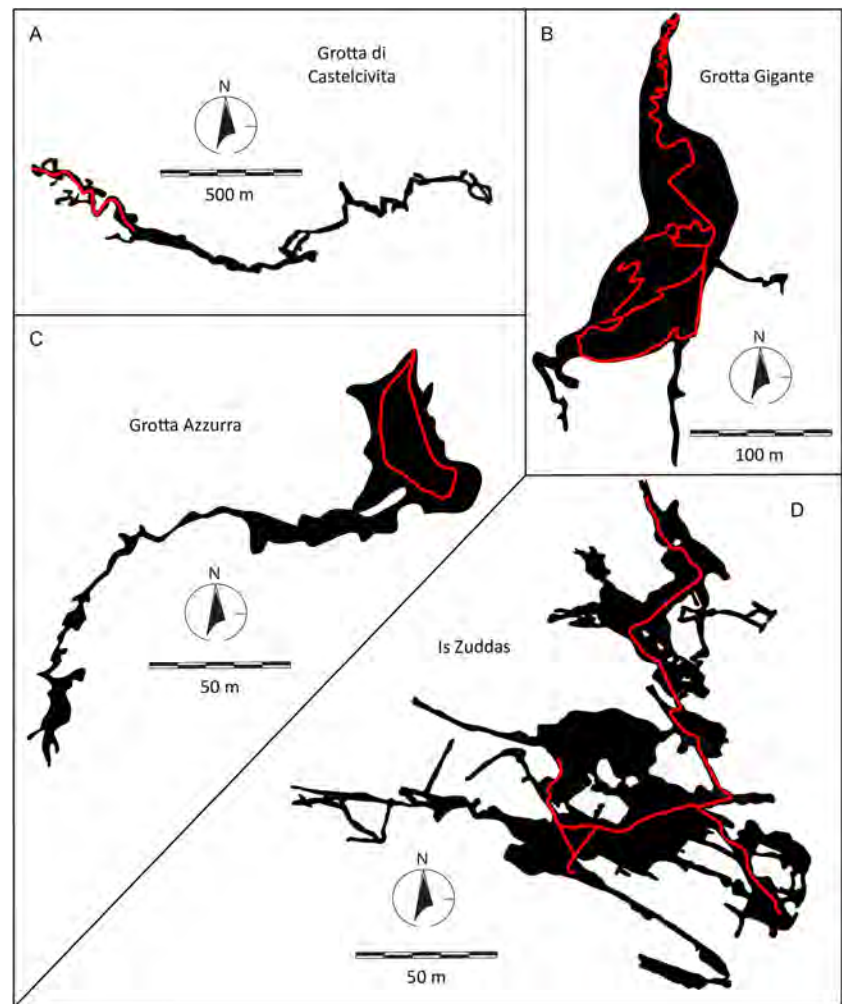 A
Grotta di
Castelcivita
N
500 m
B
Grotta Gigante
N
100 m
C
Grotta Azzurra
N
50 m
D
Is Zuddas
N
50 m